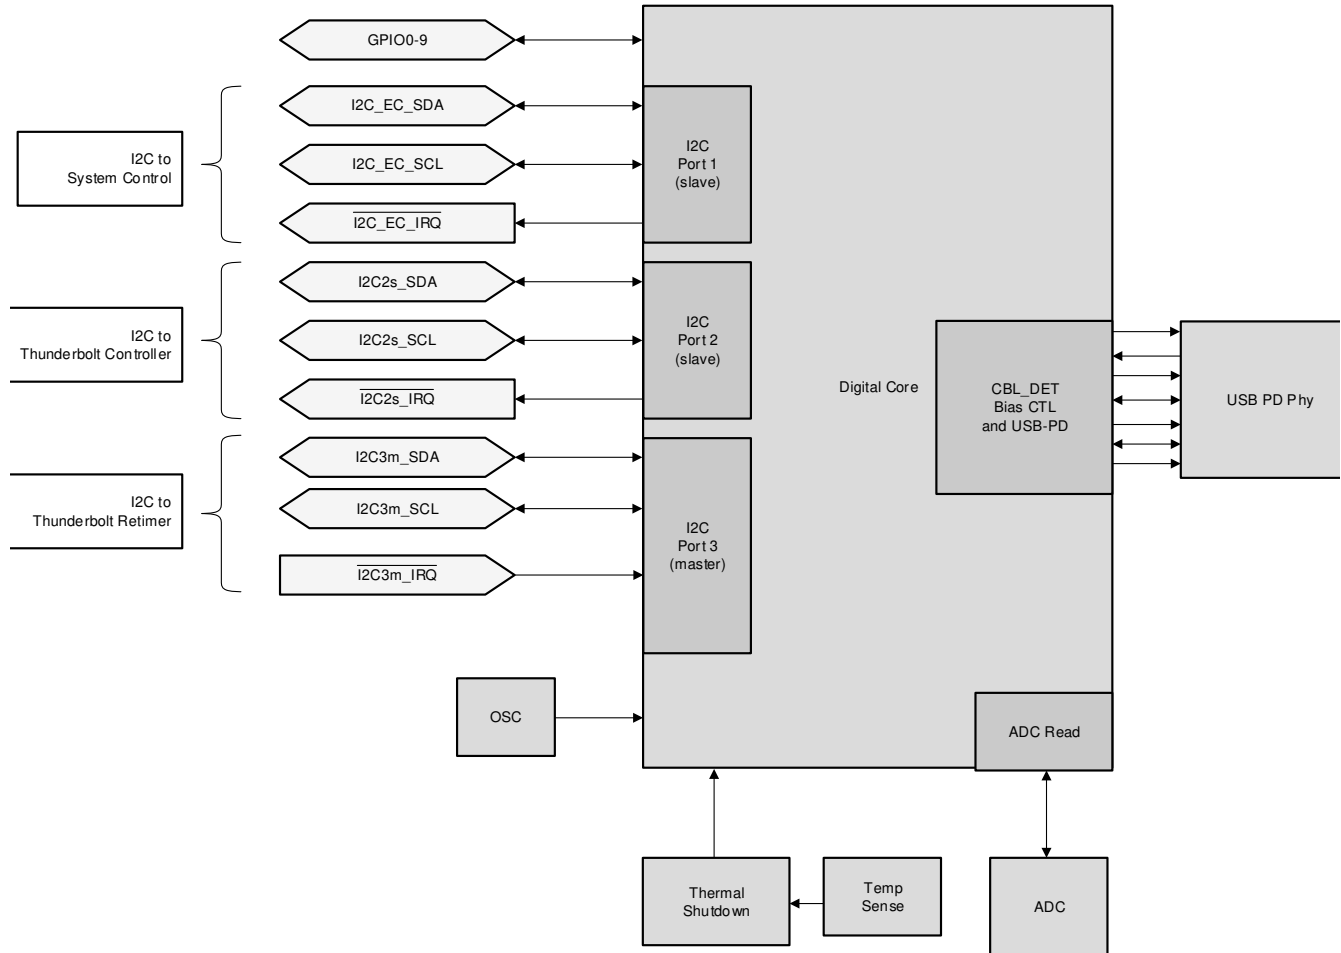 GPIO0-9
I2C_EC_SDA
I2C to
System Control
I2C_EC_SCL
I2C_EC_IRQ
I2C
Port 1
(slave)
I2C2s_SDA
I2C to
Thunderbolt Controller
I2C2s_SCL
I2C2s_IRQ
I2C
Port 2
(slave)
Digital Core
CBL_DET
Bias CTL
and USB-PD
USB PD Phy
I2C3m_SDA
I2C to
Thunderbolt Retimer
I2C3m_SCL
I2C3m_IRQ
I2C
Port 3
(master)
OSC
ADC Read
Thermal
Shutdown
Temp
Sense
ADC